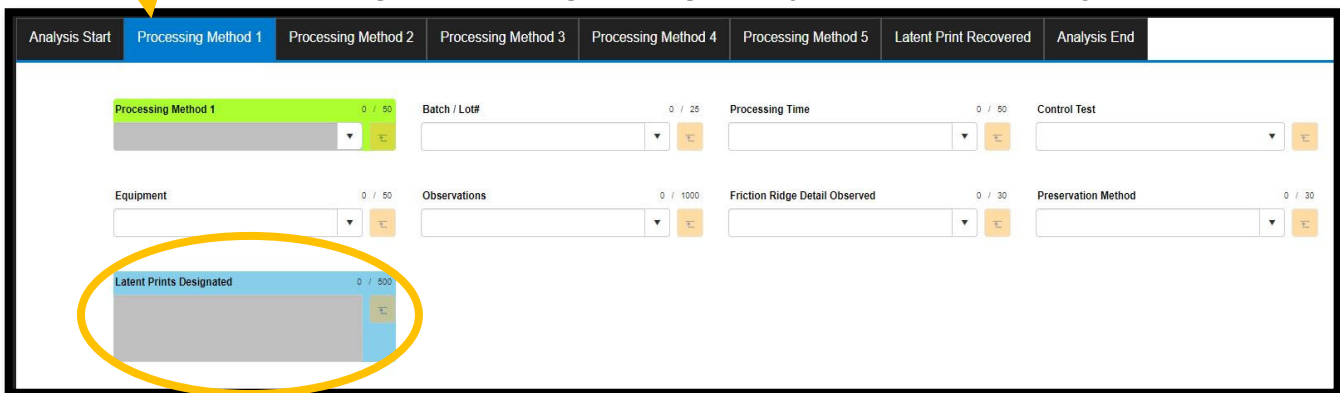 Analysis Start Processing Method 1 Processing Method 2 Processing Method 3 Processing Method 4 Processing Method 5 Latent Print Recovered Analysis End
Processing Method 1 0 / 50 Batch / Lot# 0 / 25 Processing Time 0 / 50 Control Test
Equipment 0 / 50 Observations 0 / 1000 Friction Ridge Detail Observed 0 / 30 Preservation Method 0 / 30
Latent Prints Designated 0 / 500